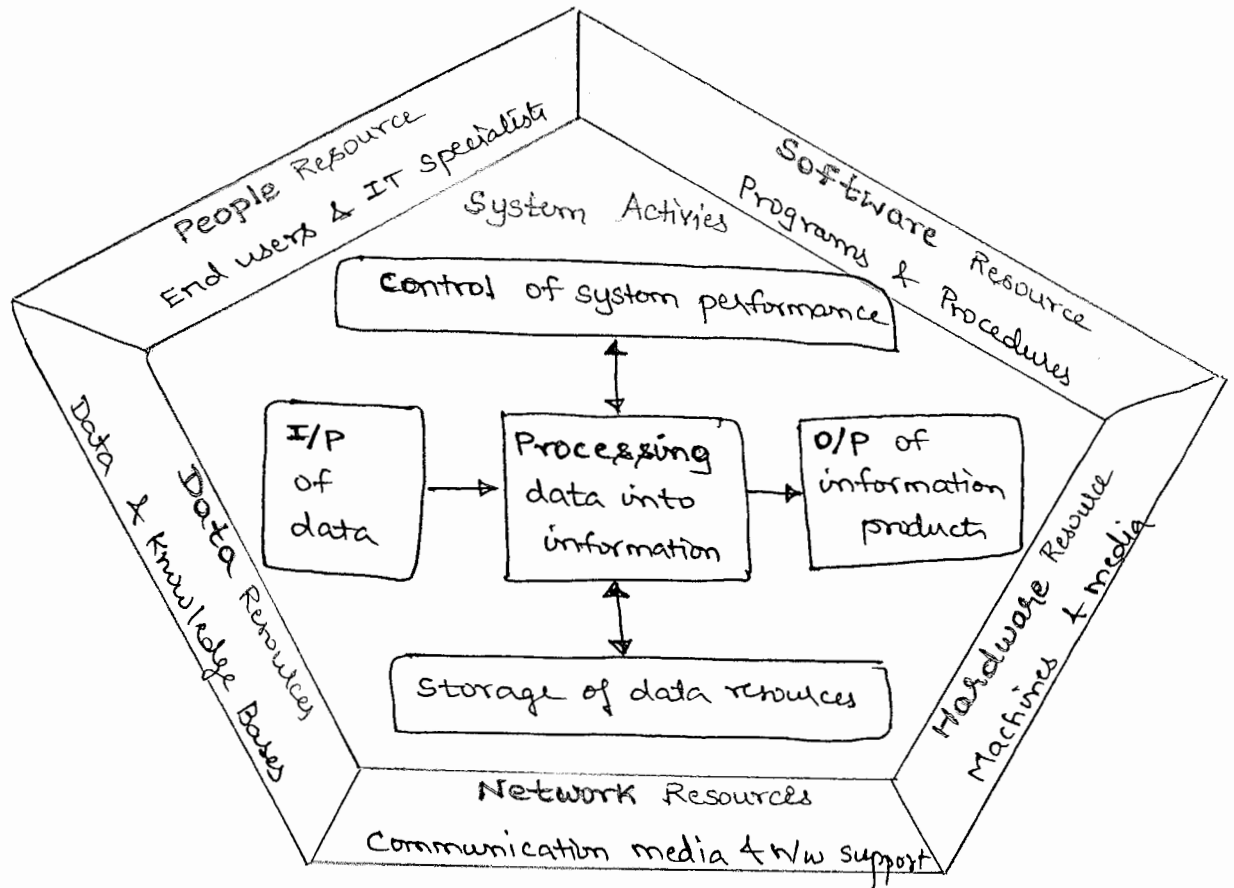 People Resource
End users & IT specialists
Software Resource
Programs & Procedures
System Activies
Control of system performance
I/P
of
data
Processing
data into
information
O/P of
information
products
Storage of data resources
Data Resources
Data & Knowledge Bases
Hardware Resource
Machines & media
Network Resources
Communication media & N/w support